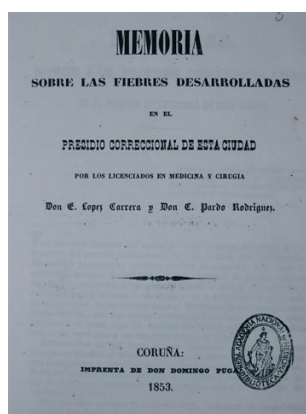 MEMORIA
SOBRE LAS FIEBRES DESARROLLADAS
EN EL
PRESIDIO CORRECCIONAL DE ESTA CIUDAD
POR LOS LICENCIADOS EN MEDICINA Y CIRUGIA
Don E. Lopez Carrera y Don C. Pardo Rodriguez.
CORUÑA:
IMPRENTA DE DON DOMINGO PUGA
1853.